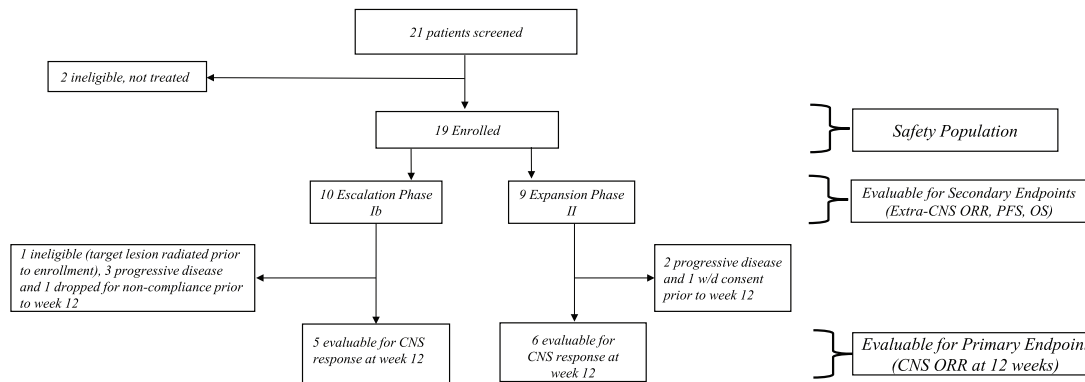 21 patients screened
2 ineligible, not treated
19 Enrolled
Safety Population
10 Escalation Phase
Ib
9 Expansion Phase
II
Evaluable for Secondary Endpoints
(Extra-CNS ORR, PFS, OS)
1 ineligible (target lesion radiated prior
to enrollment), 3 progressive disease
and 1 dropped for non-compliance prior
to week 12
2 progressive disease
and 1 w/d consent
prior to week 12
5 evaluable for CNS
response at week 12
6 evaluable for
CNS response at
week 12
Evaluable for Primary Endpoint
(CNS ORR at 12 weeks)